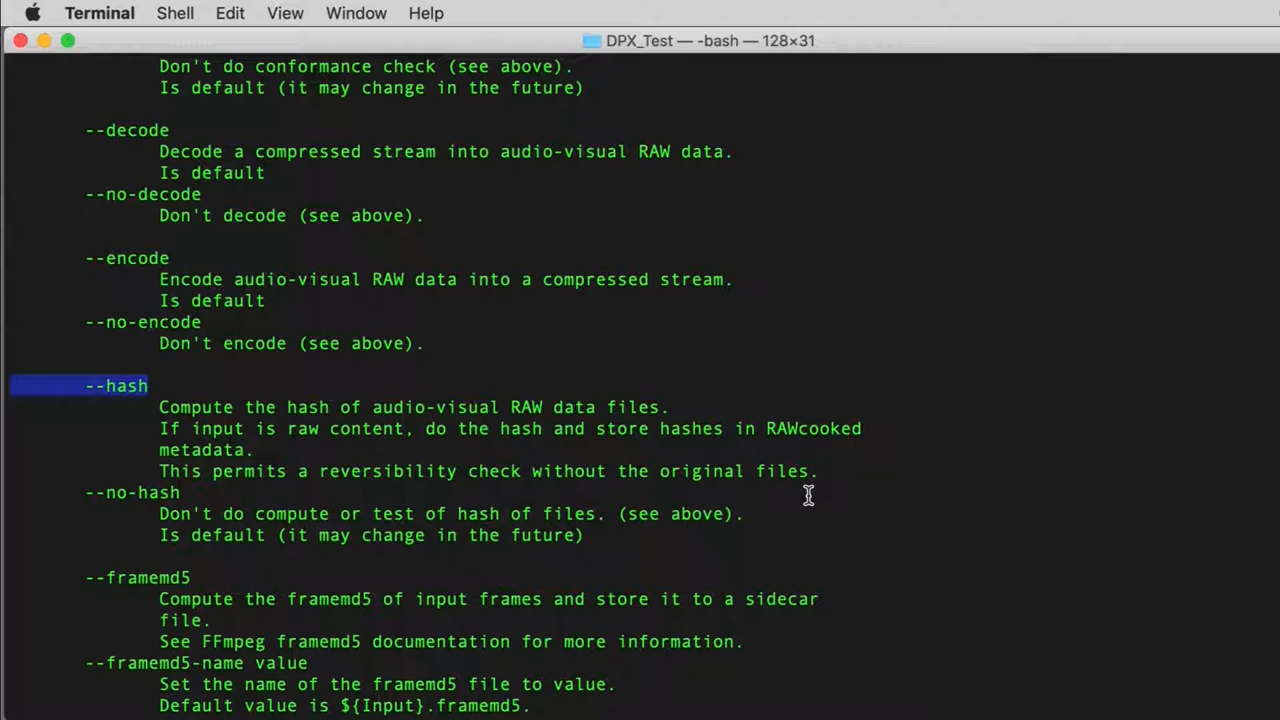 Terminal Shell Edit View Window Help
DPX_Test — -bash — 128×31
Don't do conformance check (see above).
Is default (it may change in the future)
--decode
Decode a compressed stream into audio-visual RAW data.
Is default
--no-decode
Don't decode (see above).
--encode
Encode audio-visual RAW data into a compressed stream.
Is default
--no-encode
Don't encode (see above).
--hash
Compute the hash of audio-visual RAW data files.
If input is raw content, do the hash and store hashes in RAWcooked
metadata.
This permits a reversibility check without the original files.
--no-hash
Don't do compute or test of hash of files. (see above).
Is default (it may change in the future)
--framemd5
Compute the framemd5 of input frames and store it to a sidecar
file.
See FFmpeg framemd5 documentation for more information.
--framemd5-name value
Set the name of the framemd5 file to value.
Default value is ${Input}.framemd5.